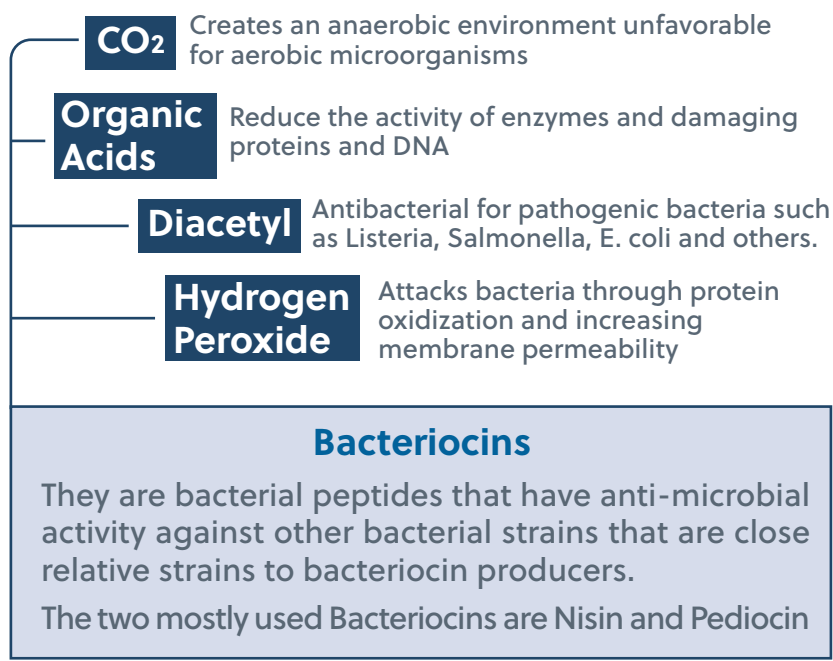 CO₂
Creates an anaerobic environment unfavorable
for aerobic microorganisms
Organic
Acids
Reduce the activity of enzymes and damaging
proteins and DNA
Diacetyl
Antibacterial for pathogenic bacteria such
as Listeria, Salmonella, E. coli and others.
Hydrogen
Peroxide
Attacks bacteria through protein
oxidization and increasing
membrane permeability
Bacteriocins
They are bacterial peptides that have anti-microbial
activity against other bacterial strains that are close
relative strains to bacteriocin producers.
The two mostly used Bacteriocins are Nisin and Pediocin